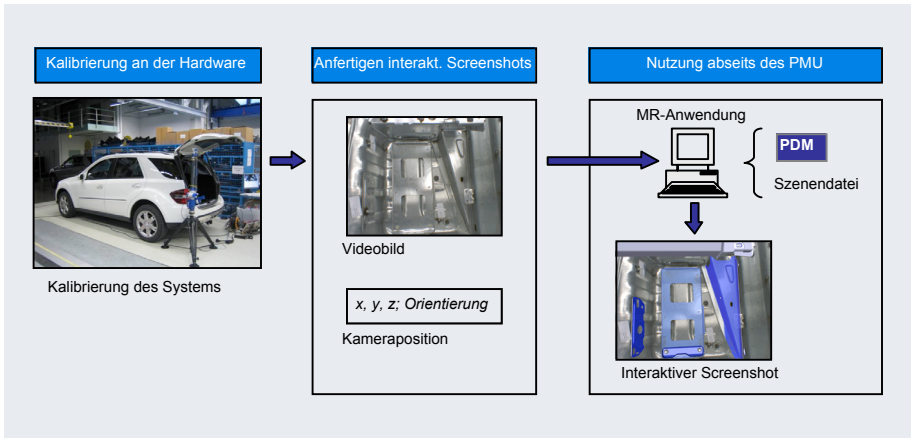 Kalibrierung an der Hardware
Anfertigen interakt. Screenshots
Nutzung abseits des PMU
Kalibrierung des Systems
Videobild
x, y, z; Orientierung
Kameraposition
MR-Anwendung
PDM
Szenendatei
Interaktiver Screenshot